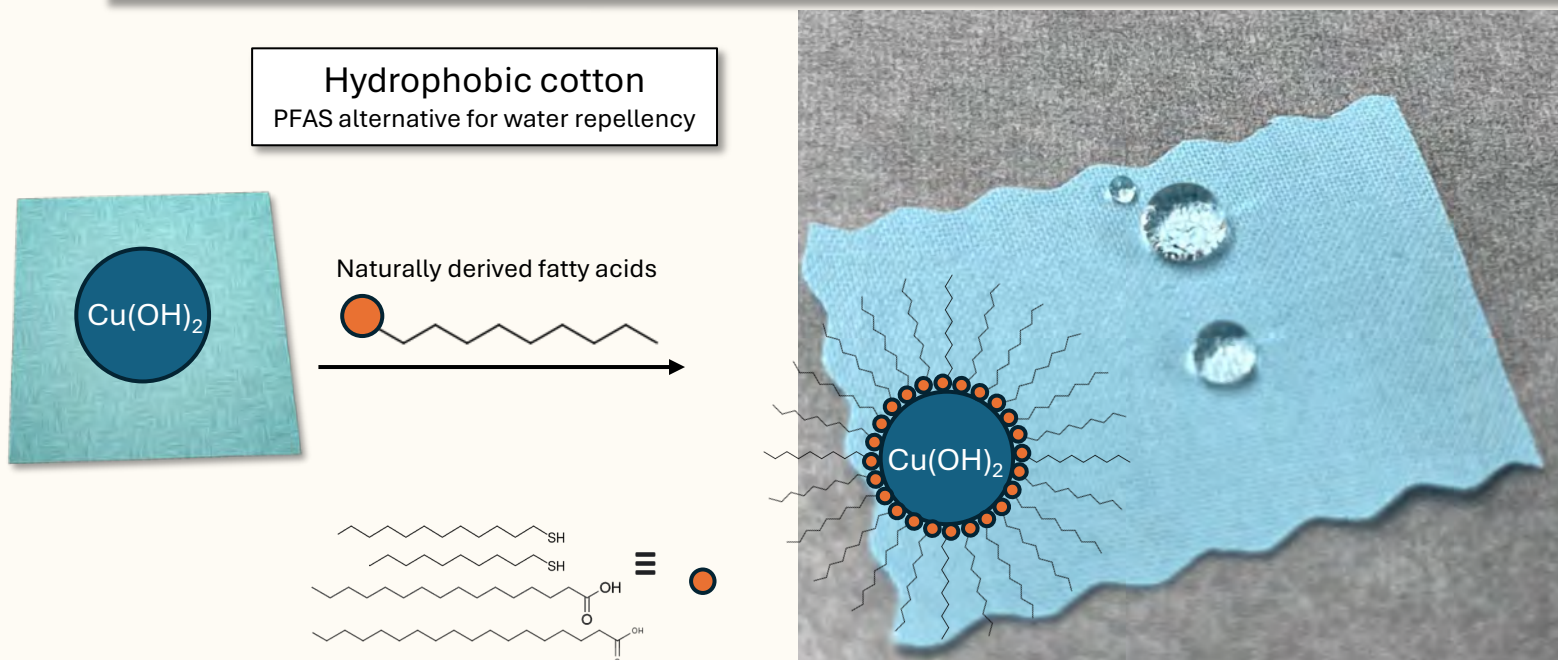 Hydrophobic cotton
PFAS alternative for water repellency
Cu(OH)₂
Naturally derived fatty acids
Cu(OH)₂
SH
SH
OH
O
OH